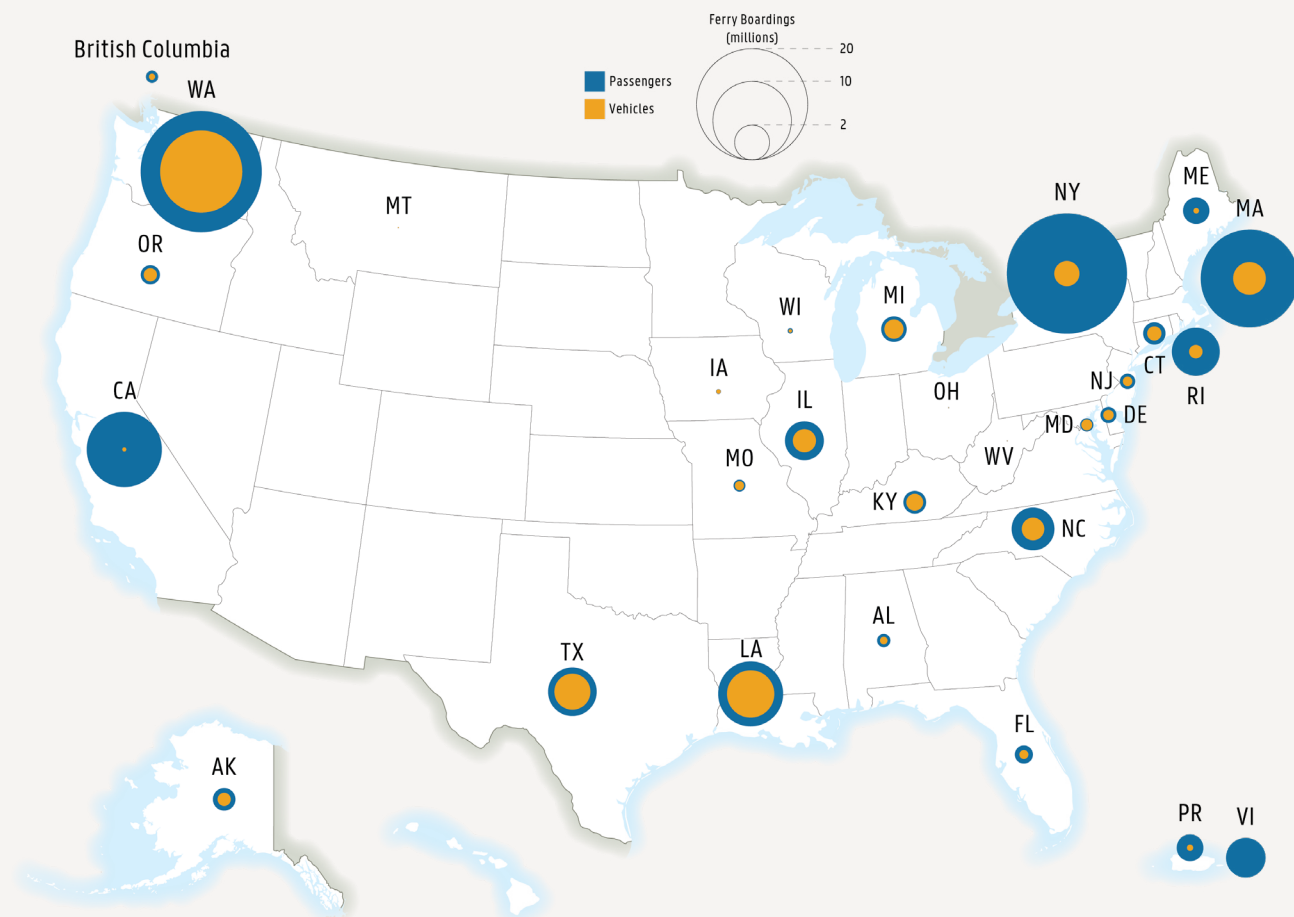 Ferry Boardings
(millions)
20
10
2
Passengers
Vehicles
British Columbia
WA
MT
OR
CA
ME
NY
MA
WI
MI
IA
IL
OH
CT
RI
NJ
DE
MD
MO
WV
KY
NC
AL
TX
LA
FL
AK
PR
VI